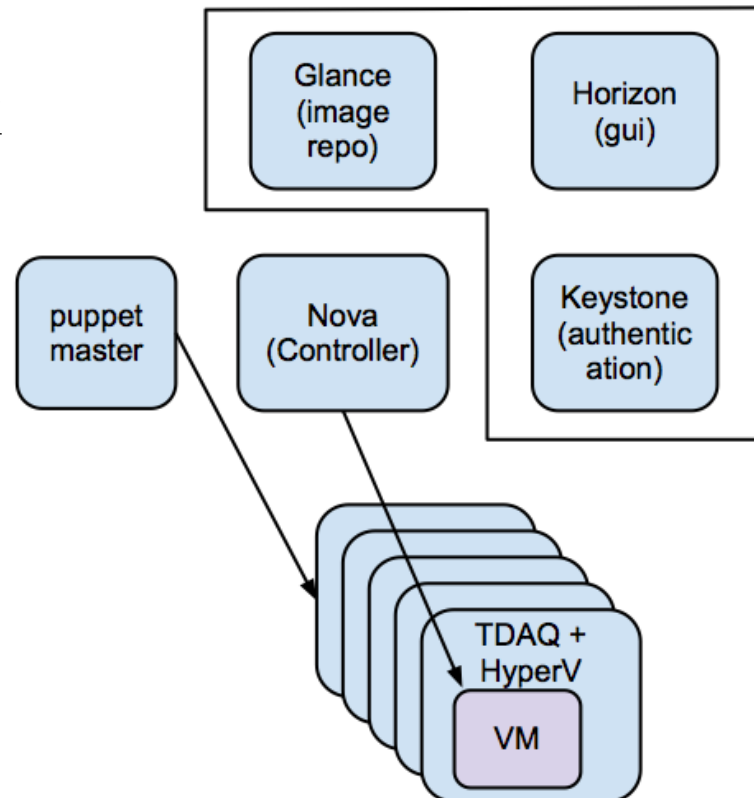 Glance
(image
repo)
Horizon
(gui)
puppet
master
Nova
(Controller)
Keystone
(authentic
ation)
TDAQ +
HyperV
VM